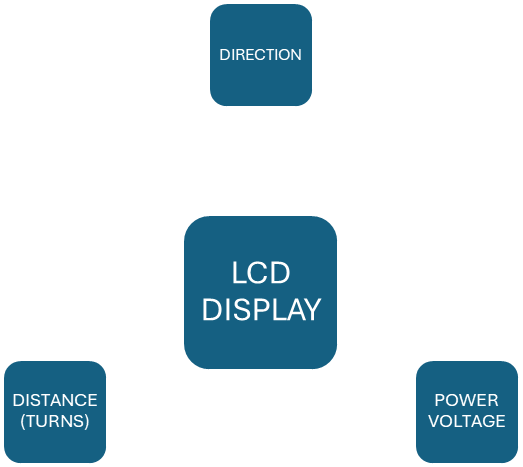 DIRECTION
LCD
DISPLAY
DISTANCE
(TURNS)
POWER
VOLTAGE